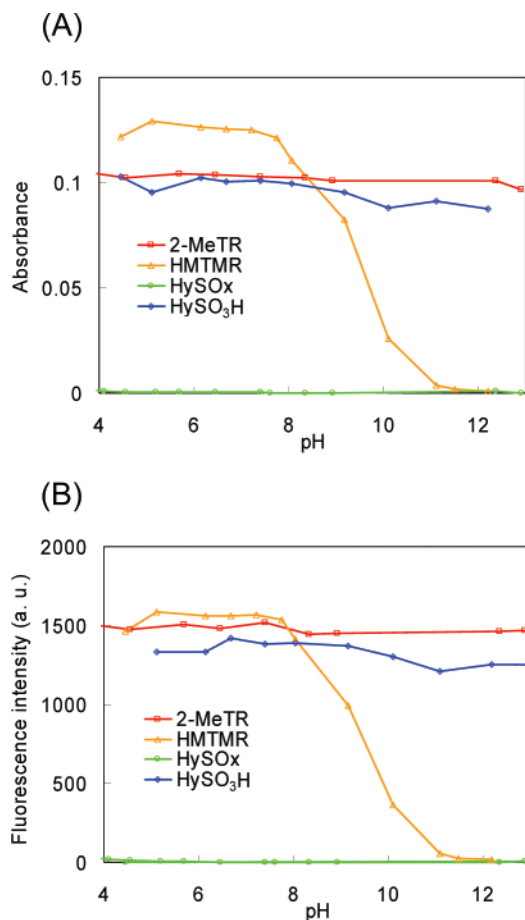 (A)
0.15
0.1
0.05
0
Absorbance
2-MeTR
HMTMR
HySOx
HySO₃H
4 6 8 10 12
pH
(B)
2000
1500
1000
500
0
Fluorescence intensity (a. u.)
2-MeTR
HMTMR
HySOx
HySO₃H
4 6 8 10 12
pH